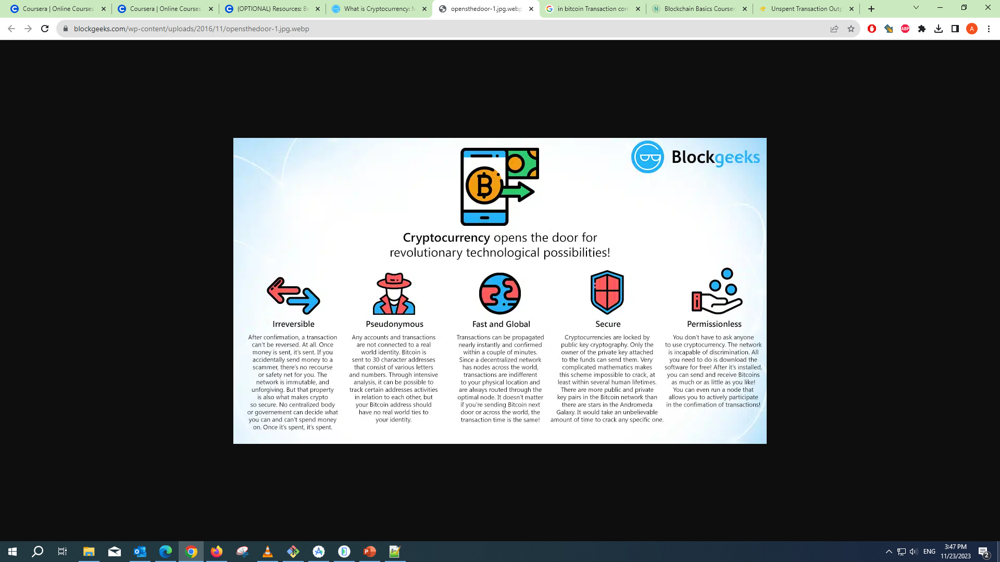 Coursera | Online Courses
Coursera | Online Courses
(OPTIONAL) Resources: Be
What is Cryptocurrency: M
opensthedoor-1.jpg.webp
in bitcoin Transaction con
Blockchain Basics Courser
Unspent Transaction Outp
blockgeeks.com/wp-content/uploads/2016/11/opensthedoor-1.jpg.webp
ABP
A
Blockgeeks
Cryptocurrency opens the door for
revolutionary technological possibilities!
Irreversible
After confirmation, a transaction
can't be reversed. At all. Once
money is sent, it's sent. If you
accidentally send money to a
scammer, there's no recourse
or safety net for you. The
network is immutable, and
unforgiving. But that property
is also what makes crypto
so secure. No centralized body
or governement can decide what
you can and can't spend money
on. Once it's spent, it's spent.
Pseudonymous
Any accounts and transactions
are not connected to a real
world identity. Bitcoin is
sent to 30 character addresses
that consist of various letters
and numbers. Through intensive
analysis, it can be possible to
track certain addresses activities
in relation to each other, but
your Bitcoin address should
have no real world ties to
your identity.
Fast and Global
Transactions can be propagated
nearly instantly and confirmed
within a couple of minutes.
Since a decentralized network
has nodes across the world,
transactions are indifferent
to your physical location and
are always routed through the
optimal node. It doesn't matter
if you're sending Bitcoin next
door or across the world, the
transaction time is the same!
Secure
Cryptocurrencies are locked by
public key cryptography. Only the
owner of the private key attached
to the funds can send them. Very
complicated mathematics makes
this scheme impossible to crack, at
least within several human lifetimes.
There are more public and private
key pairs in the Bitcoin network than
there are stars in the Andromeda
Galaxy. It would take an unbelievable
amount of time to crack any specific one.
Permissionless
You don't have to ask anyone
to use cryptocurrency. The network
is incapable of discrimination. All
you need to do is download the
software for free! After it's installed,
you can send and receive Bitcoins
as much or as little as you like!
You can even run a node that
allows you to actively participate
in the confimation of transactions!
ENG
3:47 PM
11/23/2023
2